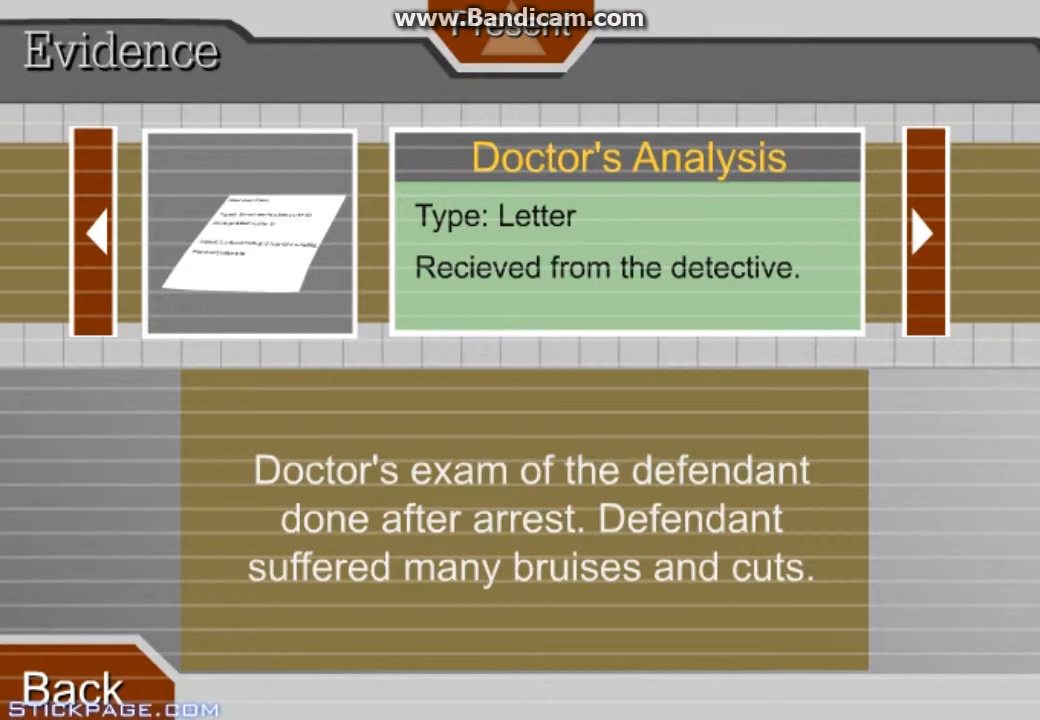 www.Bandicam.com
Present
Evidence
Doctor's Analysis
Type: Letter
Recieved from the detective.
Doctor's exam of the defendant
done after arrest. Defendant
suffered many bruises and cuts.
Back
STICKPAGE.COM